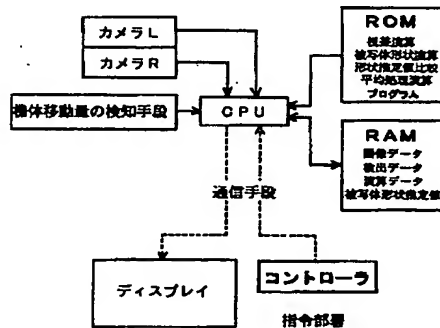 カメラL
カメラR
機体移動量の検知手段
CPU
ROM
視差演算
被写体形状演算
形状指定値比較
平均処理演算
プログラム
RAM
画像データ
検出データ
演算データ
被写体形状指定値
通信手段
ディスプレイ
コントローラ
指令部署